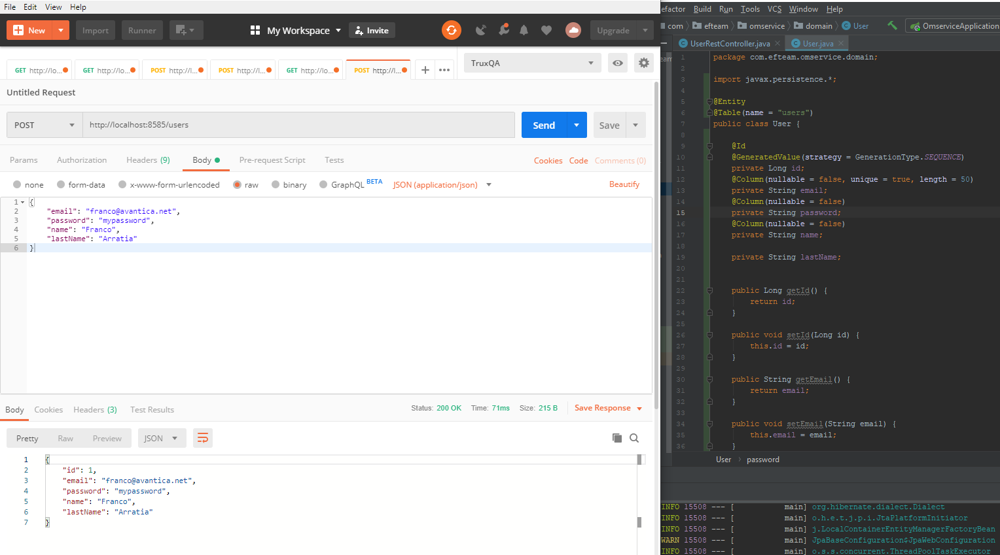 File Edit View Help
New Import Runner My Workspace Invite Upgrade
GET http://lo... GET http://lo... POST http://l... POST http://l... GET http://lo... POST http://l... TruxQA
Untitled Request
POST http://localhost:8585/users Send Save
Params Authorization Headers (9) Body Pre-request Script Tests Cookies Code Comments (0)
none form-data x-www-form-urlencoded raw binary GraphQL BETA JSON (application/json) Beautify
1 {
2 "email": "franco@avantica.net",
3 "password": "mypassword",
4 "name": "Franco",
5 "lastName": "Arratia"
6 }
Body Cookies Headers (3) Test Results Status: 200 OK Time: 71ms Size: 215 B Save Response
Pretty Raw Preview JSON
1 {
2 "id": 1,
3 "email": "franco@avantica.net",
4 "password": "mypassword",
5 "name": "Franco",
6 "lastName": "Arratia"
7 }
efactor Build Run Tools VCS Window Help
com efteam omservice domain User OmserviceApplication
UserRestController.java User.java
eam
1 package com.efteam.omservice.domain;
2
3 import javax.persistence.*;
4
5 @Entity
6 @Table(name = "users")
7 public class User {
8
9 @Id
10 @GeneratedValue(strategy = GenerationType.SEQUENCE)
11 private Long id;
12 @Column(nullable = false, unique = true, length = 50)
13 private String email;
14 @Column(nullable = false)
15 private String password;
16 @Column(nullable = false)
17 private String name;
18
19 private String lastName;
20
21
22 public Long getId() {
23 return id;
24 }
25
26 public void setId(Long id) {
27 this.id = id;
28 }
29
30 public String getEmail() {
31 return email;
32 }
33
34 public void setEmail(String email) {
35 this.email = email;
36 }
User password
INFO 15508 --- [ main] org.hibernate.dialect.Dialect
INFO 15508 --- [ main] o.h.e.t.j.p.i.JtaPlatformInitiator
INFO 15508 --- [ main] j.LocalContainerEntityManagerFactoryBean
WARN 15508 --- [ main] JpaBaseConfiguration$JpaWebConfiguration
INFO 15508 --- [ main] o.s.s.concurrent.ThreadPoolTaskExecutor